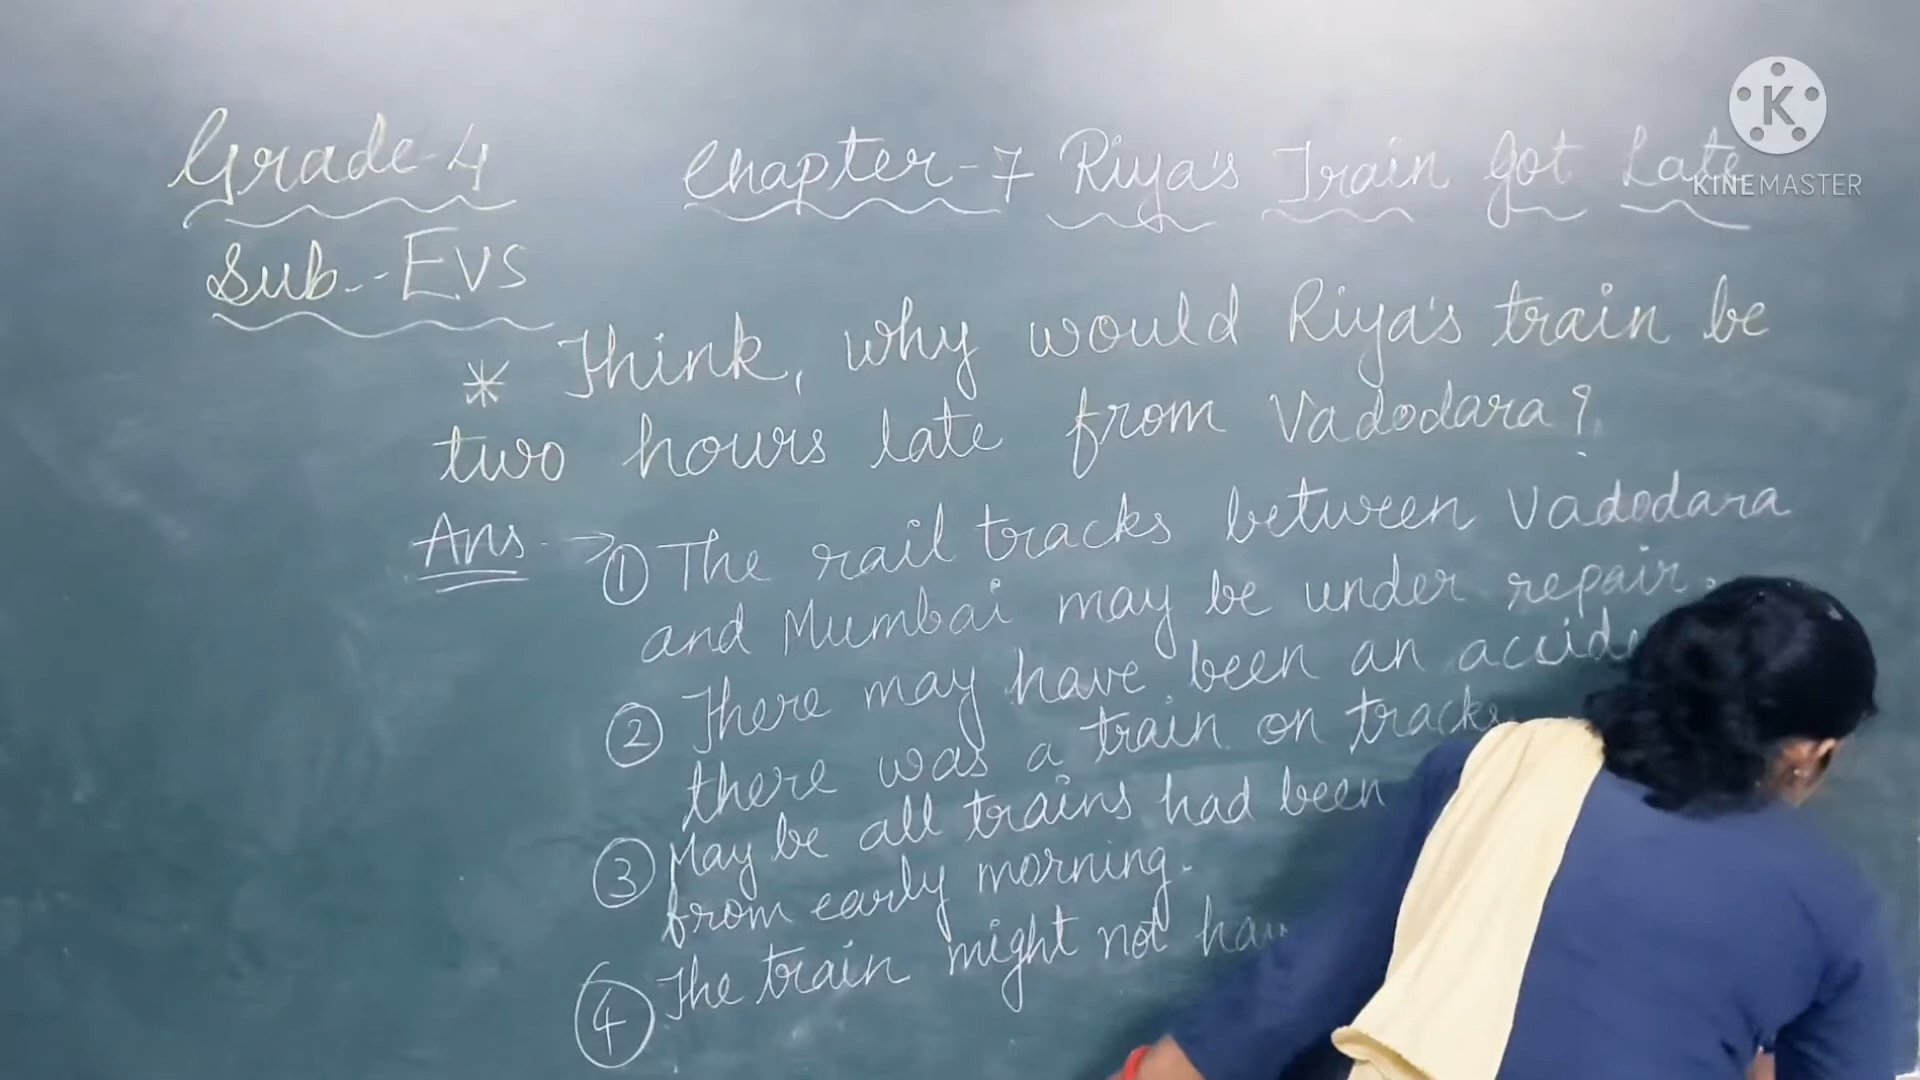 Grade-4
Chapter-7 Riya's Train Got Late
Sub.-EVS
* Think, why would Riya's train be
two hours late from Vadodara?
Ans → ① The rail tracks between Vadodara
and Mumbai may be under repair.
② There may have been an
there was a train on tracks
③ May be all trains had been
from early morning.
④ The train might not
K
KINEMASTER